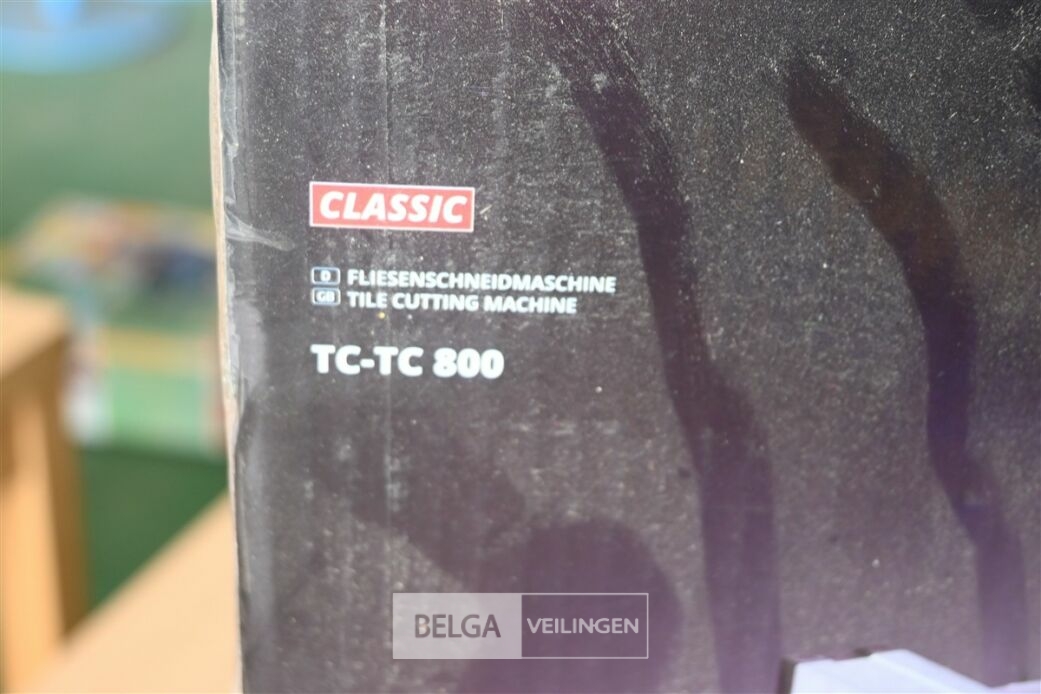 CLASSIC
D FLIESENSCHNEIDMASCHINE
GB TILE CUTTING MACHINE
TC-TC 800
BELGA VEILINGEN